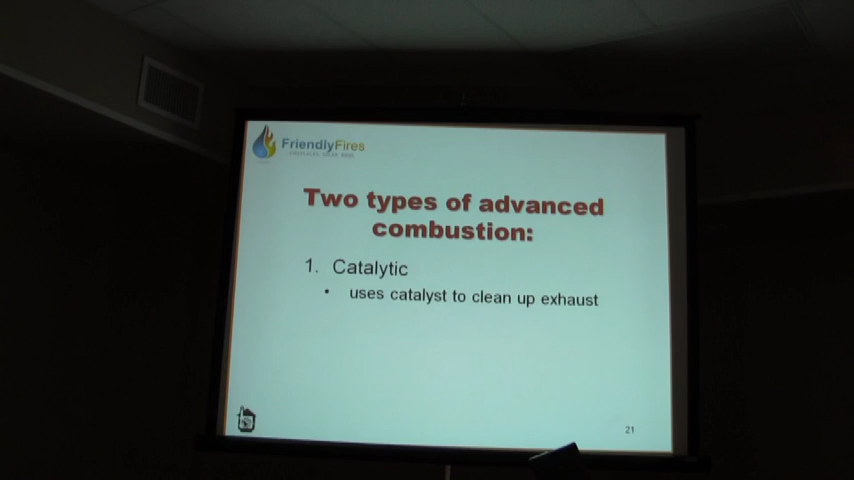 FriendlyFires
Two types of advanced
combustion:
1. Catalytic
• uses catalyst to clean up exhaust
21